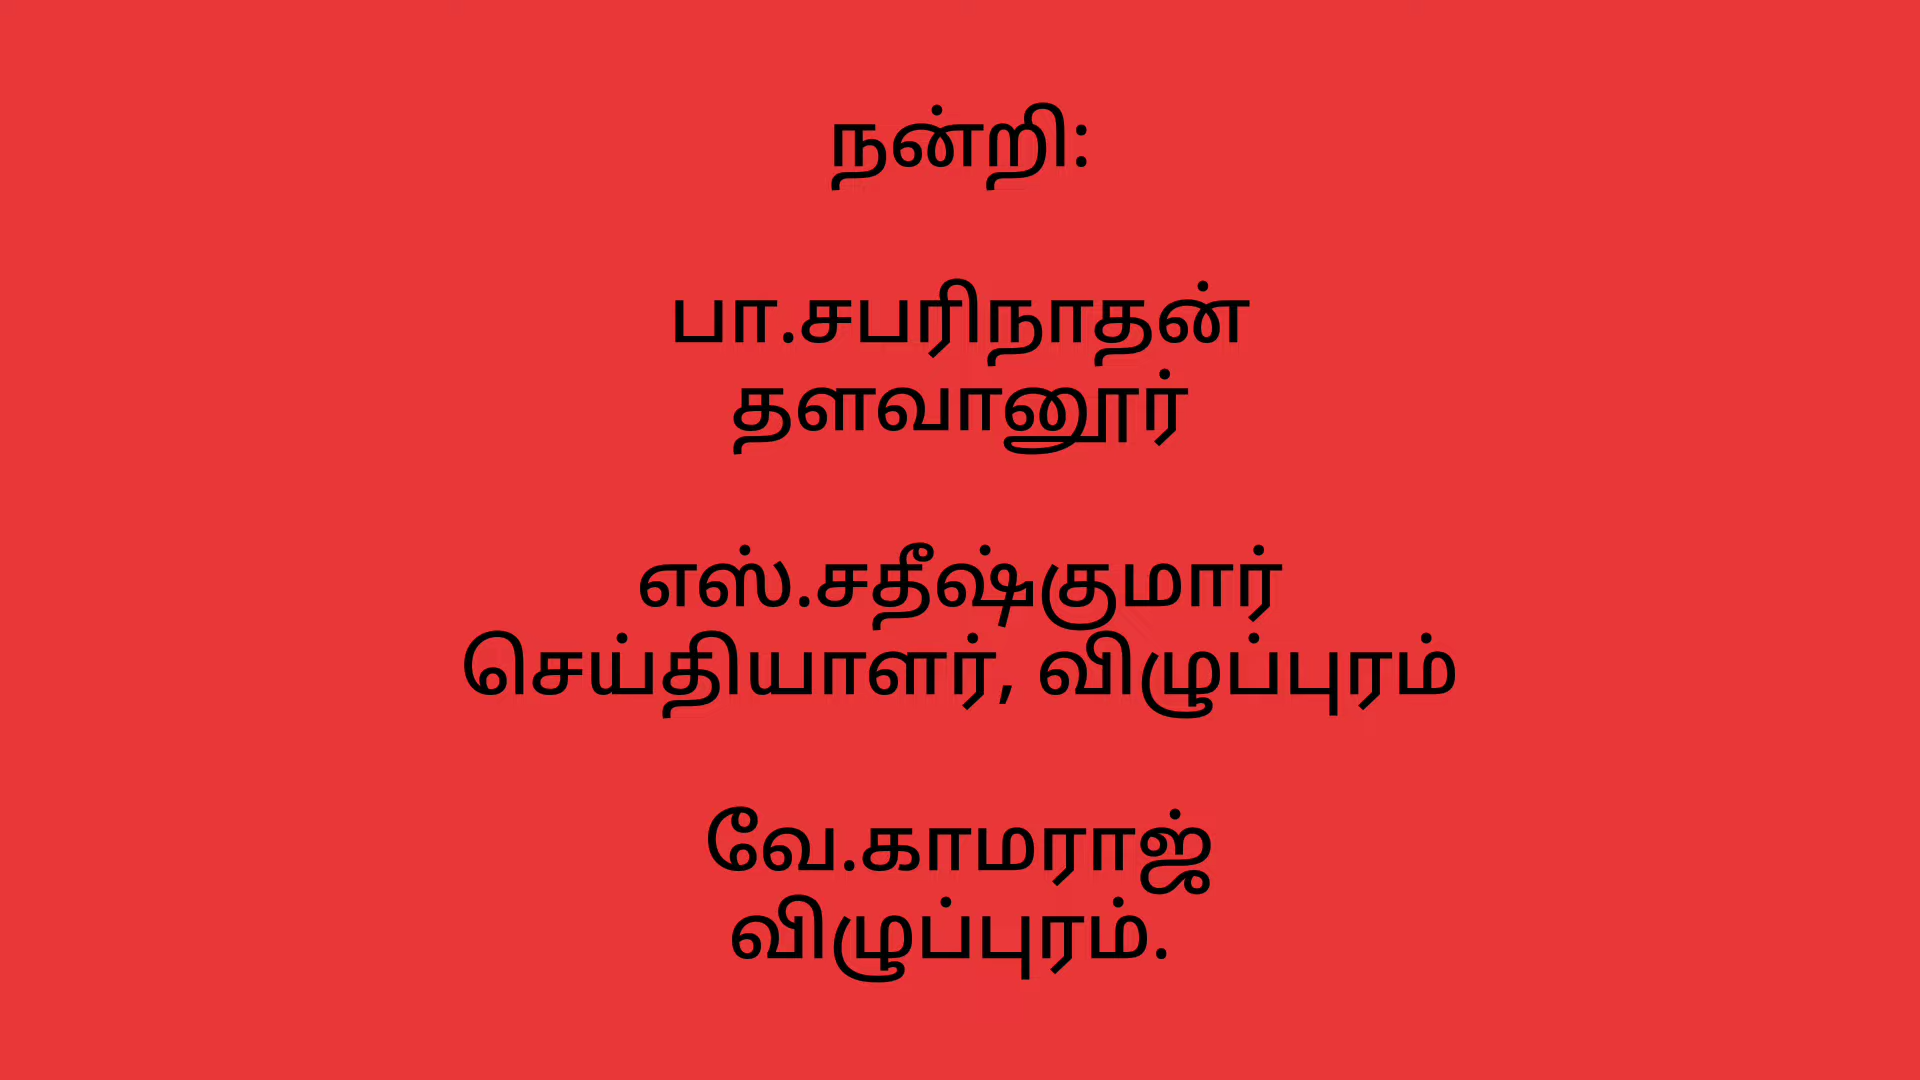 நன்றி:
பா.சபரிநாதன்
தளவானூர்
எஸ்.சதீஷ்குமார்
செய்தியாளர், விழுப்புரம்
வே.காமராஜ்
விழுப்புரம்.